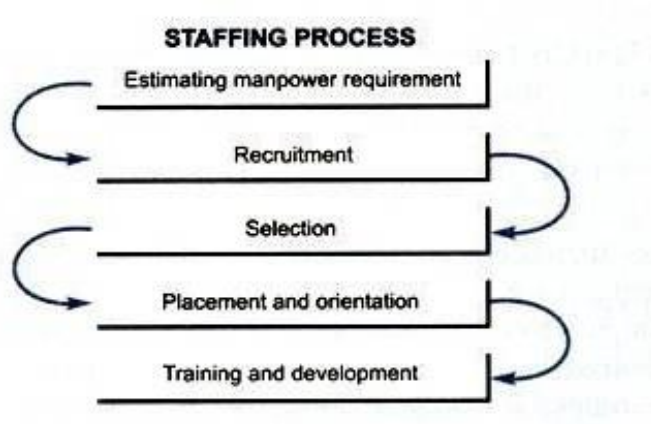 STAFFING PROCESS
Estimating manpower requirement
Recruitment
Selection
Placement and orientation
Training and development